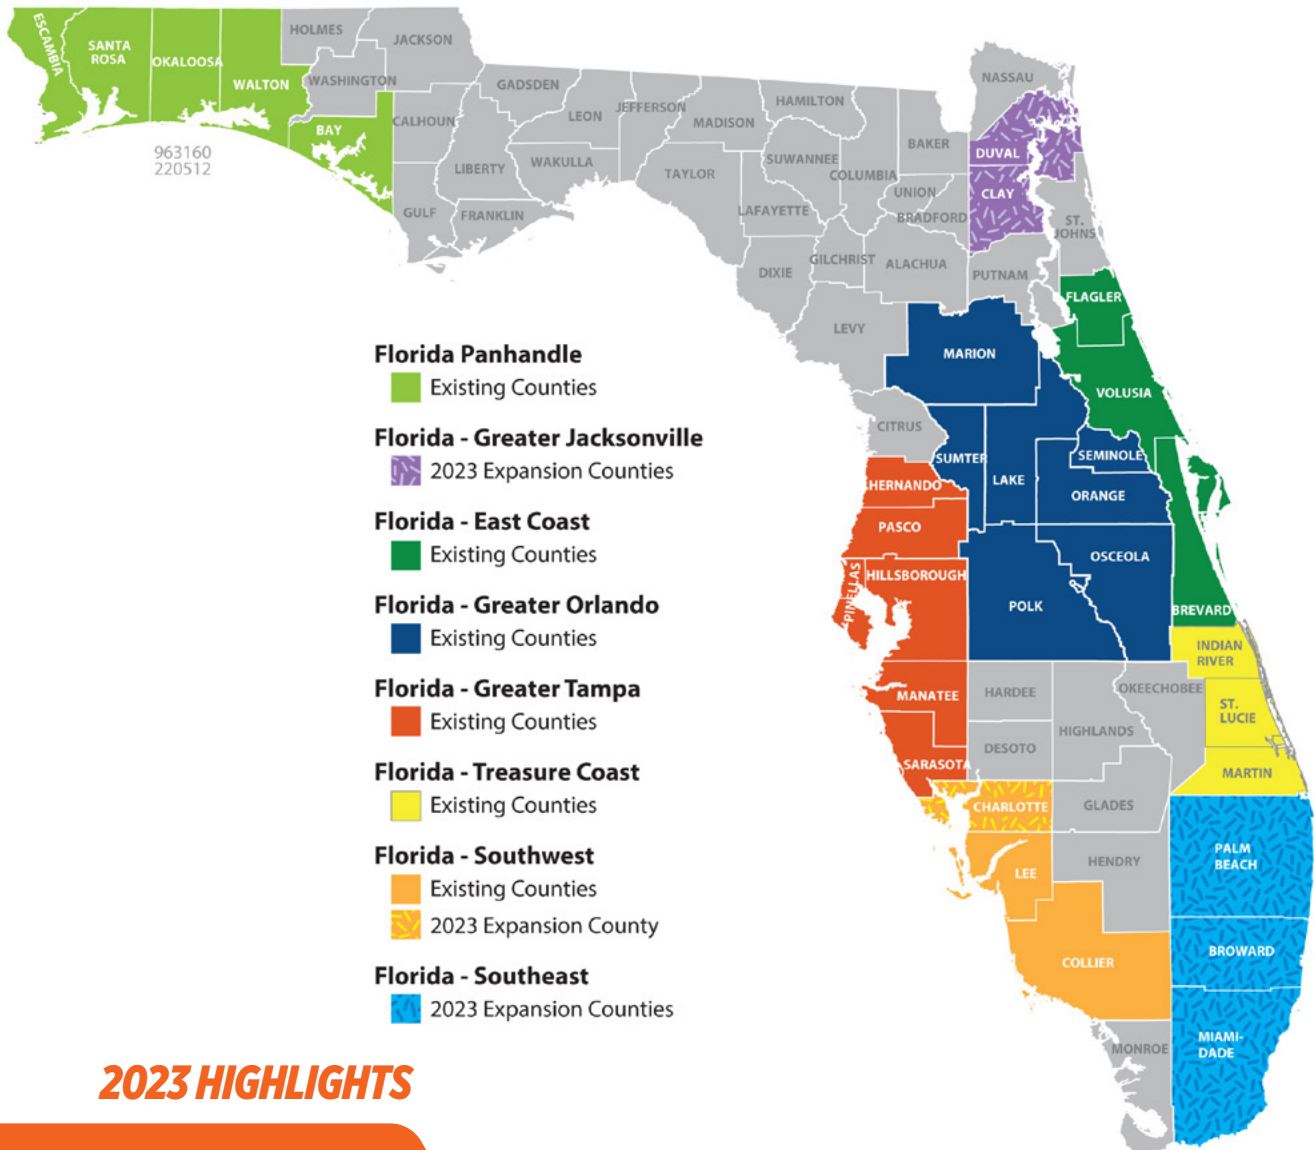 ESCAMBIA
SANTA
ROSA
OKALOOSA
WALTON
HOLMES
JACKSON
WASHINGTON
BAY
CALHOUN
GULF
GADSDEN
LIBERTY
FRANKLIN
LEON
WAKULLA
JEFFERSON
MADISON
TAYLOR
HAMILTON
SUWANNEE
LAFAYETTE
DIXIE
COLUMBIA
GILCHRIST
BAKER
UNION
BRADFORD
ALACHUA
LEVY
NASSAU
DUVAL
CLAY
ST.
JOHNS
PUTNAM
FLAGLER
VOLUSIA
MARION
CITRUS
SUMTER
LAKE
SEMINOLE
ORANGE
HERNANDO
PASCO
PINELLAS
HILLSBOROUGH
POLK
OSCEOLA
BREVARD
INDIAN
RIVER
MANATEE
HARDEE
OKEECHOBEE
ST.
LUCIE
HIGHLANDS
SARASOTA
DESOTO
MARTIN
CHARLOTTE
GLADES
LEE
HENDRY
PALM
BEACH
COLLIER
BROWARD
MONROE
MIAMI-
DADE
963160
220512
Florida Panhandle
Existing Counties
Florida - Greater Jacksonville
2023 Expansion Counties
Florida - East Coast
Existing Counties
Florida - Greater Orlando
Existing Counties
Florida - Greater Tampa
Existing Counties
Florida - Treasure Coast
Existing Counties
Florida - Southwest
Existing Counties
2023 Expansion County
Florida - Southeast
2023 Expansion Counties
2023 HIGHLIGHTS